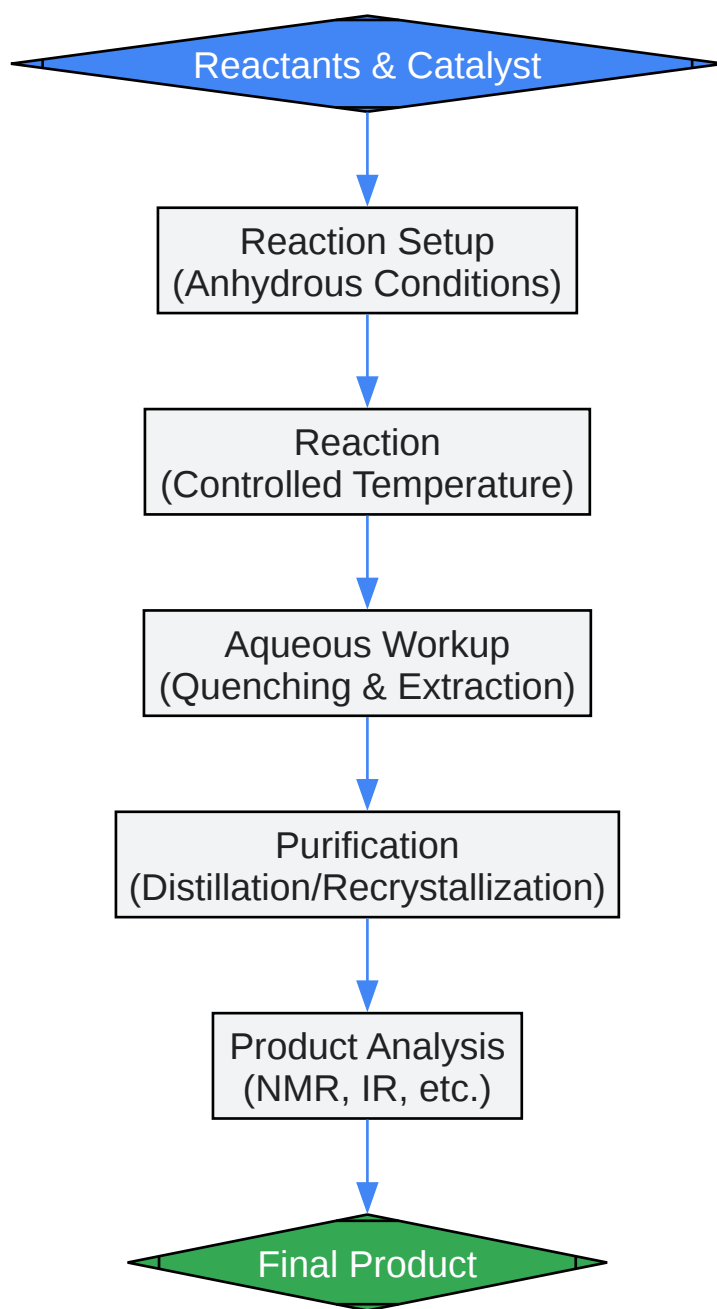 Reactants & Catalyst
Reaction Setup
(Anhydrous Conditions)
Reaction
(Controlled Temperature)
Aqueous Workup
(Quenching & Extraction)
Purification
(Distillation/Recrystallization)
Product Analysis
(NMR, IR, etc.)
Final Product